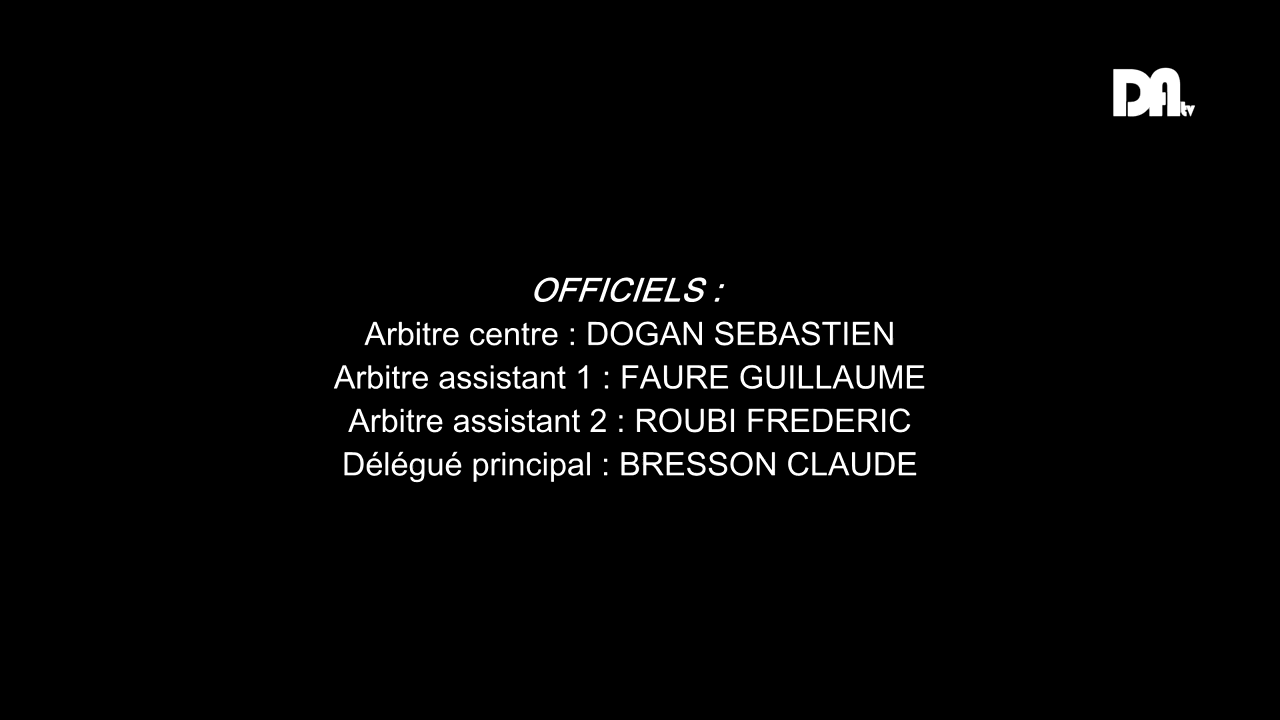 DA tv
OFFICIELS :
Arbitre centre : DOGAN SEBASTIEN
Arbitre assistant 1 : FAURE GUILLAUME
Arbitre assistant 2 : ROUBI FREDERIC
Délégué principal : BRESSON CLAUDE